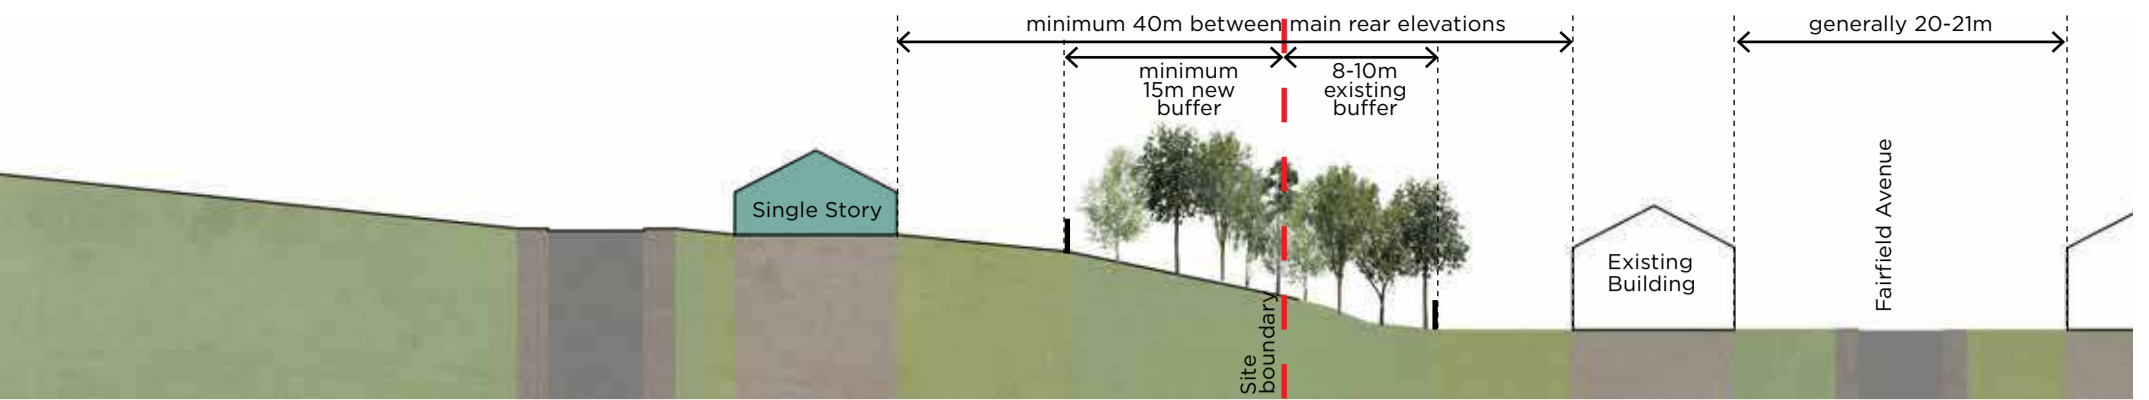 minimum 40m between main rear elevations
generally 20-21m
minimum
15m new
buffer
8-10m
existing
buffer
Single Story
Existing
Building
Fairfield Avenue
Site
boundary